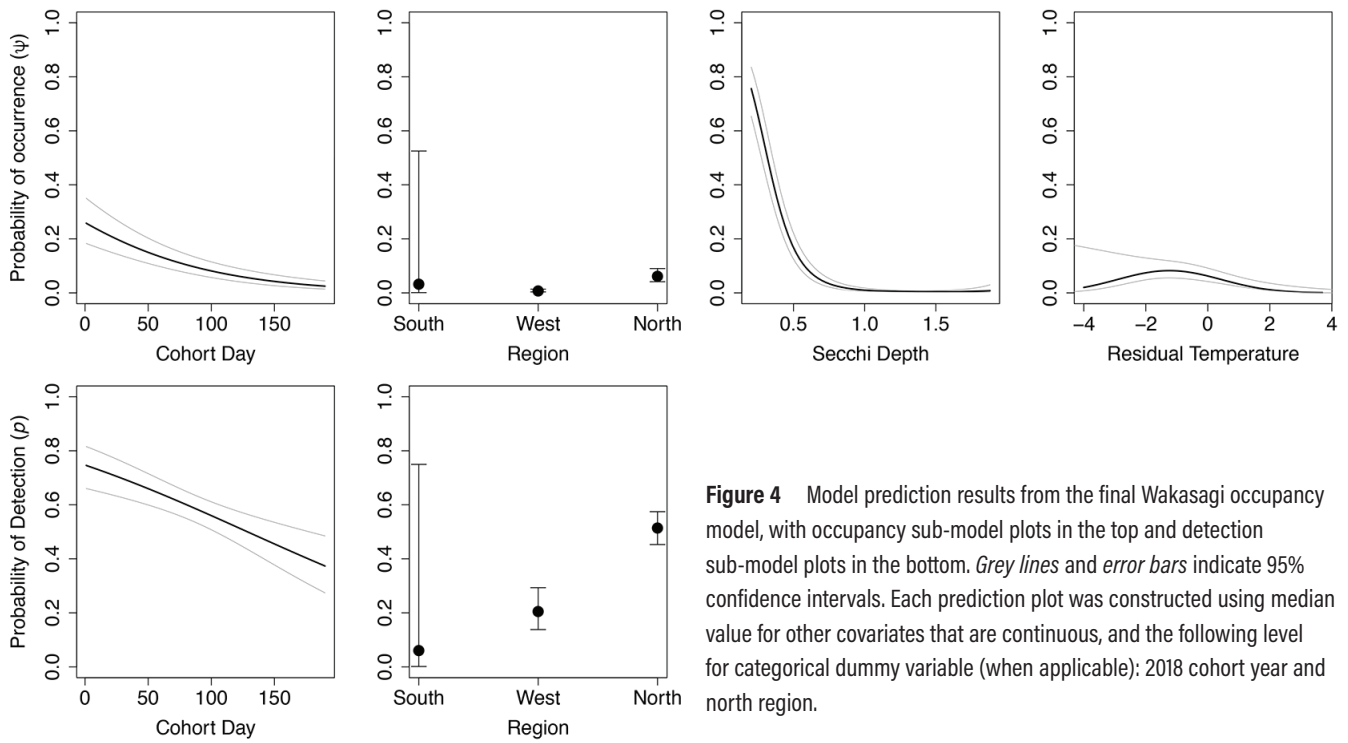 Probability of occurrence (ψ)
0.0 0.2 0.4 0.6 0.8 1.0
0 50 100 150
Cohort Day
0.0 0.2 0.4 0.6 0.8 1.0
South West North
Region
0.0 0.2 0.4 0.6 0.8 1.0
0.5 1.0 1.5
Secchi Depth
0.0 0.2 0.4 0.6 0.8 1.0
−4 −2 0 2 4
Residual Temperature
Probability of Detection (p)
0.0 0.2 0.4 0.6 0.8 1.0
0 50 100 150
Cohort Day
0.0 0.2 0.4 0.6 0.8 1.0
South West North
Region
Figure 4 Model prediction results from the final Wakasagi occupancy
model, with occupancy sub-model plots in the top and detection
sub-model plots in the bottom. Grey lines and error bars indicate 95%
confidence intervals. Each prediction plot was constructed using median
value for other covariates that are continuous, and the following level
for categorical dummy variable (when applicable): 2018 cohort year and
north region.